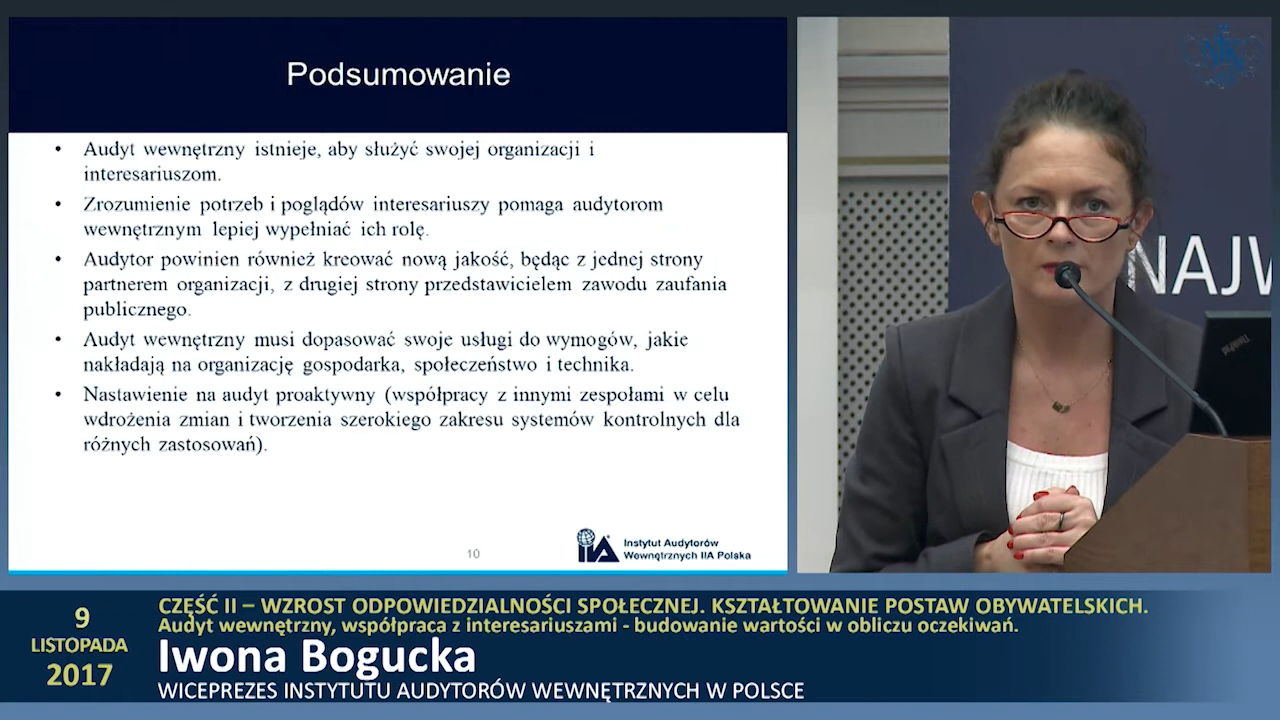 Podsumowanie
• Audyt wewnętrzny istnieje, aby służyć swojej organizacji i
interesariuszom.
• Zrozumienie potrzeb i poglądów interesariuszy pomaga audytorom
wewnętrznym lepiej wypełniać ich rolę.
• Audytor powinien również kreować nową jakość, będąc z jednej strony
partnerem organizacji, z drugiej strony przedstawicielem zawodu zaufania
publicznego.
• Audyt wewnętrzny musi dopasować swoje usługi do wymogów, jakie
nakładają na organizację gospodarka, społeczeństwo i technika.
• Nastawienie na audyt proaktywny (współpracy z innymi zespołami w celu
wdrożenia zmian i tworzenia szerokiego zakresu systemów kontrolnych dla
różnych zastosowań).
10
IIA
Instytut Audytorów
Wewnętrznych IIA Polska
NIK
NAJW
ThinkPad
9
LISTOPADA
2017
CZĘŚĆ II – WZROST ODPOWIEDZIALNOŚCI SPOŁECZNEJ. KSZTAŁTOWANIE POSTAW OBYWATELSKICH.
Audyt wewnętrzny, współpraca z interesariuszami - budowanie wartości w obliczu oczekiwań.
Iwona Bogucka
WICEPREZES INSTYTUTU AUDYTORÓW WEWNĘTRZNYCH W POLSCE